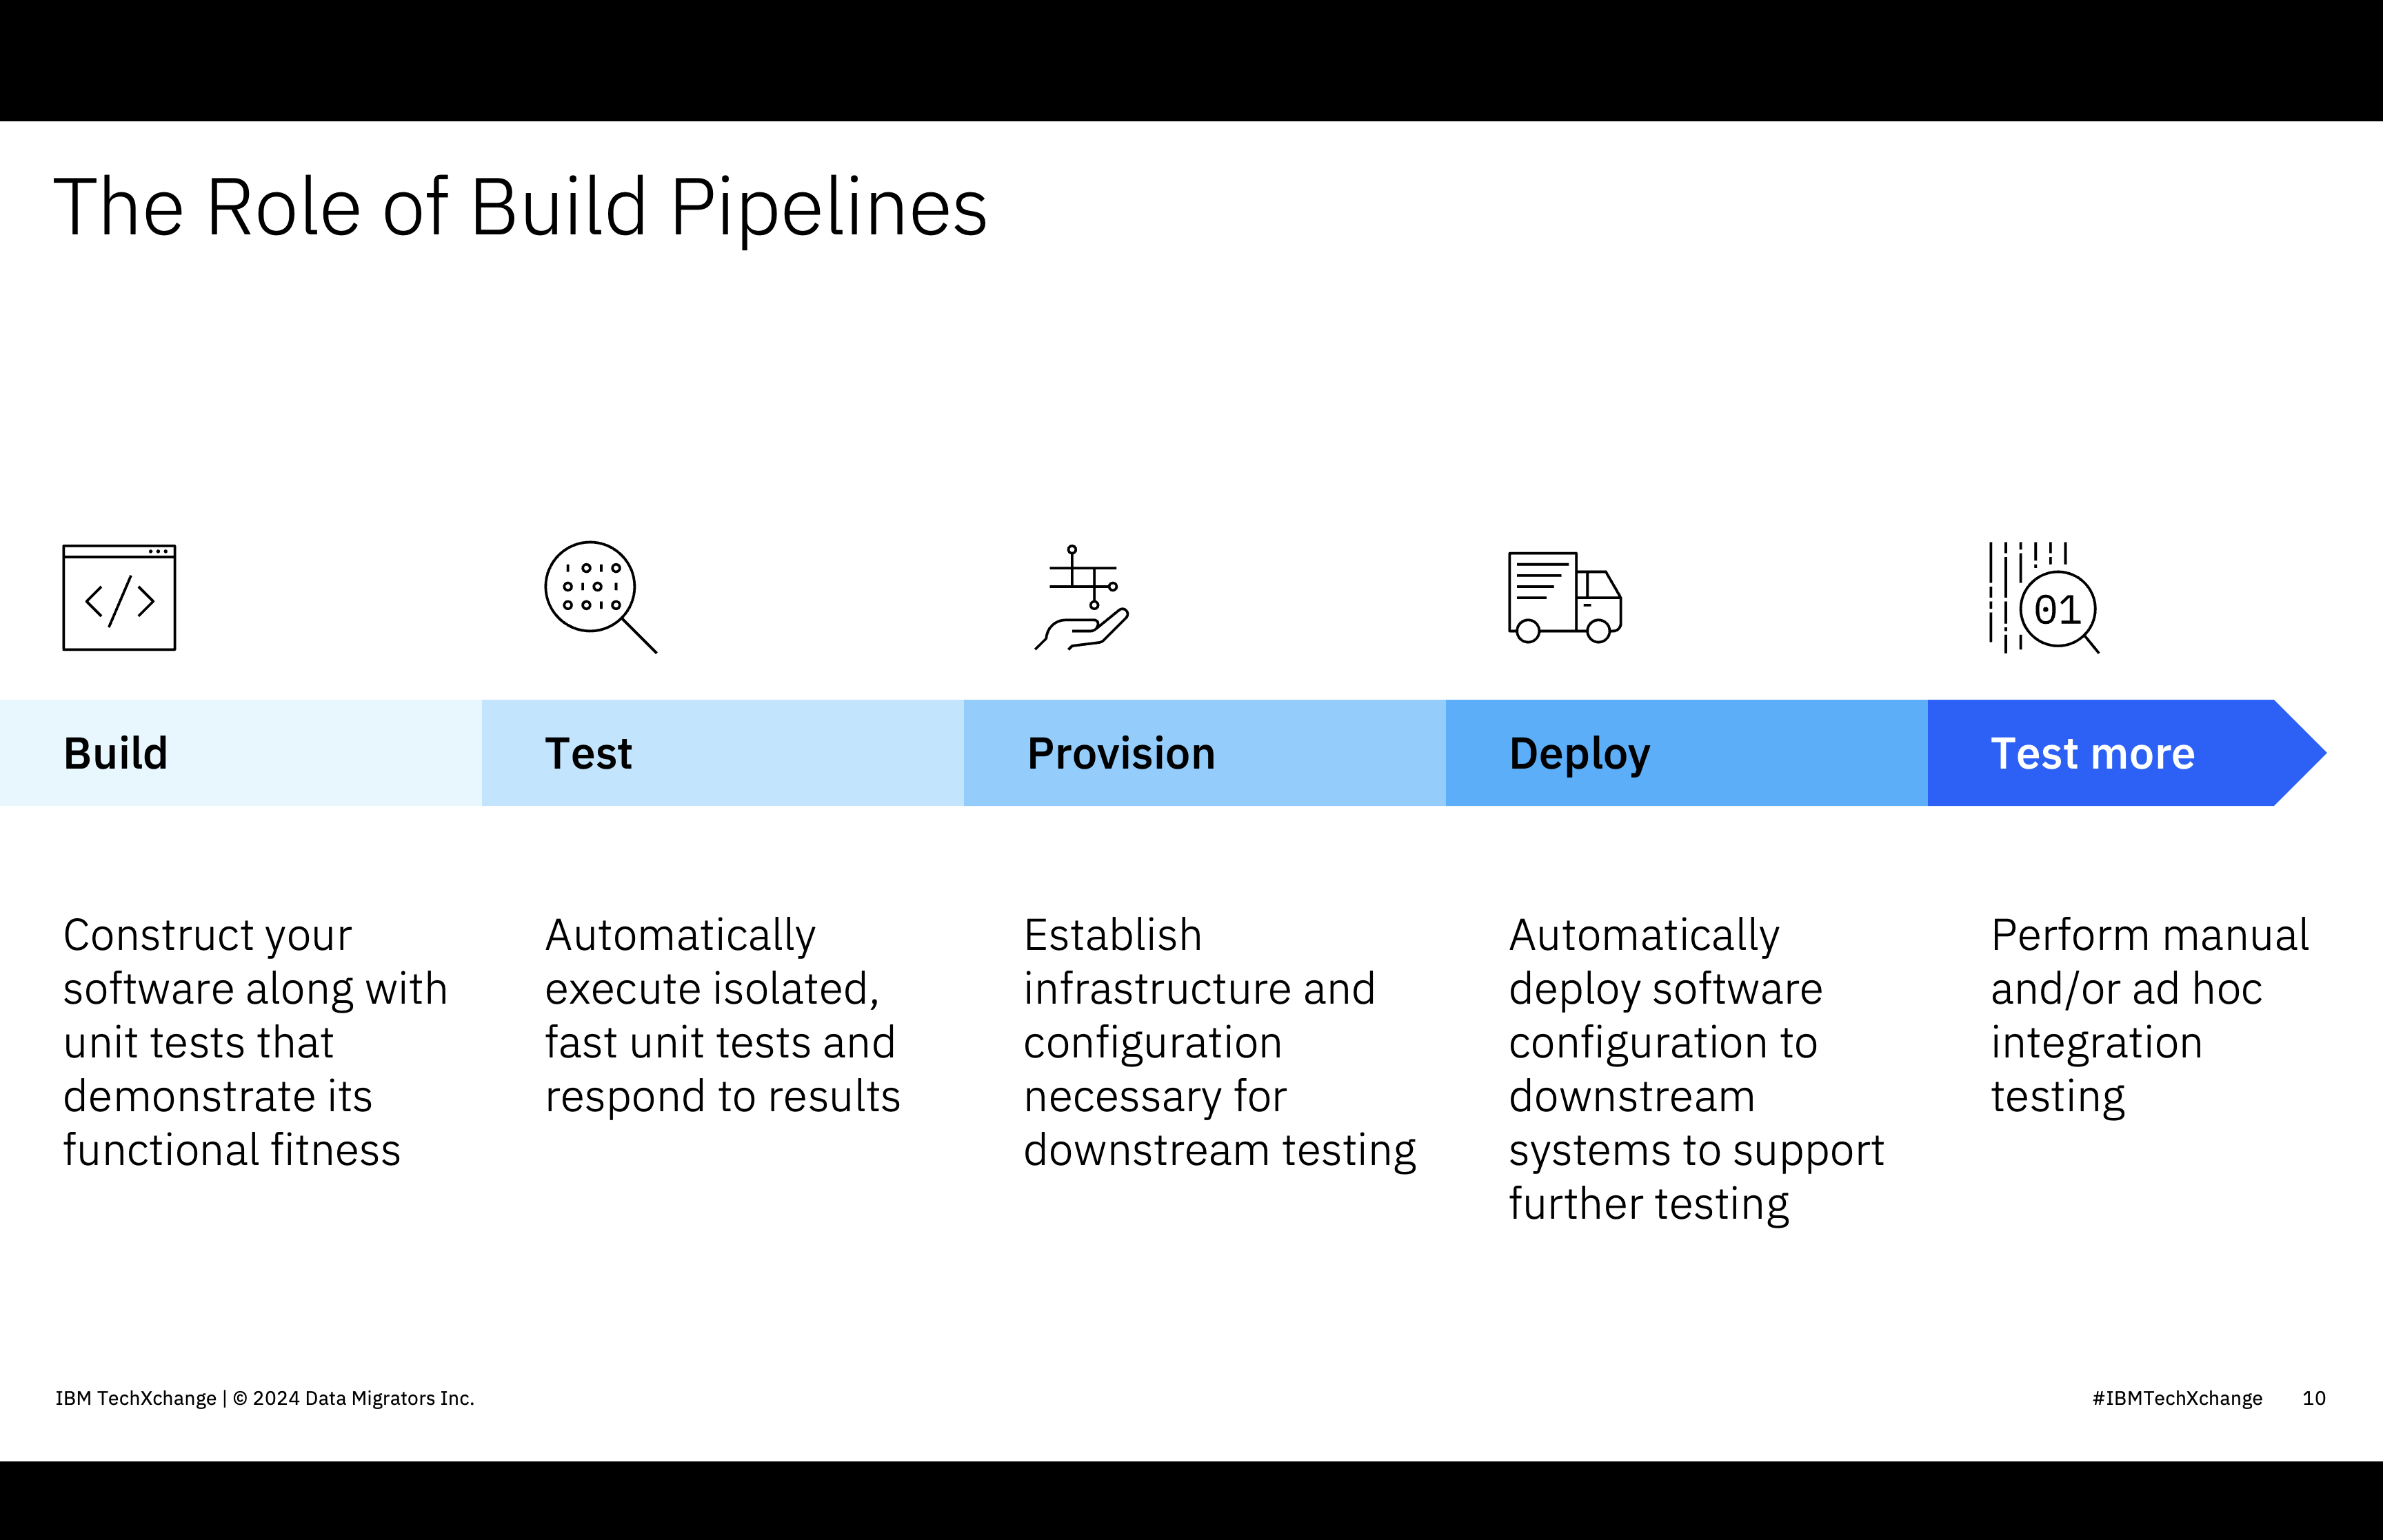 The Role of Build Pipelines
</>
01
Build
Test
Provision
Deploy
Test more
Construct your
software along with
unit tests that
demonstrate its
functional fitness
Automatically
execute isolated,
fast unit tests and
respond to results
Establish
infrastructure and
configuration
necessary for
downstream testing
Automatically
deploy software
configuration to
downstream
systems to support
further testing
Perform manual
and/or ad hoc
integration
testing
IBM TechXchange | © 2024 Data Migrators Inc.
#IBMTechXchange 10